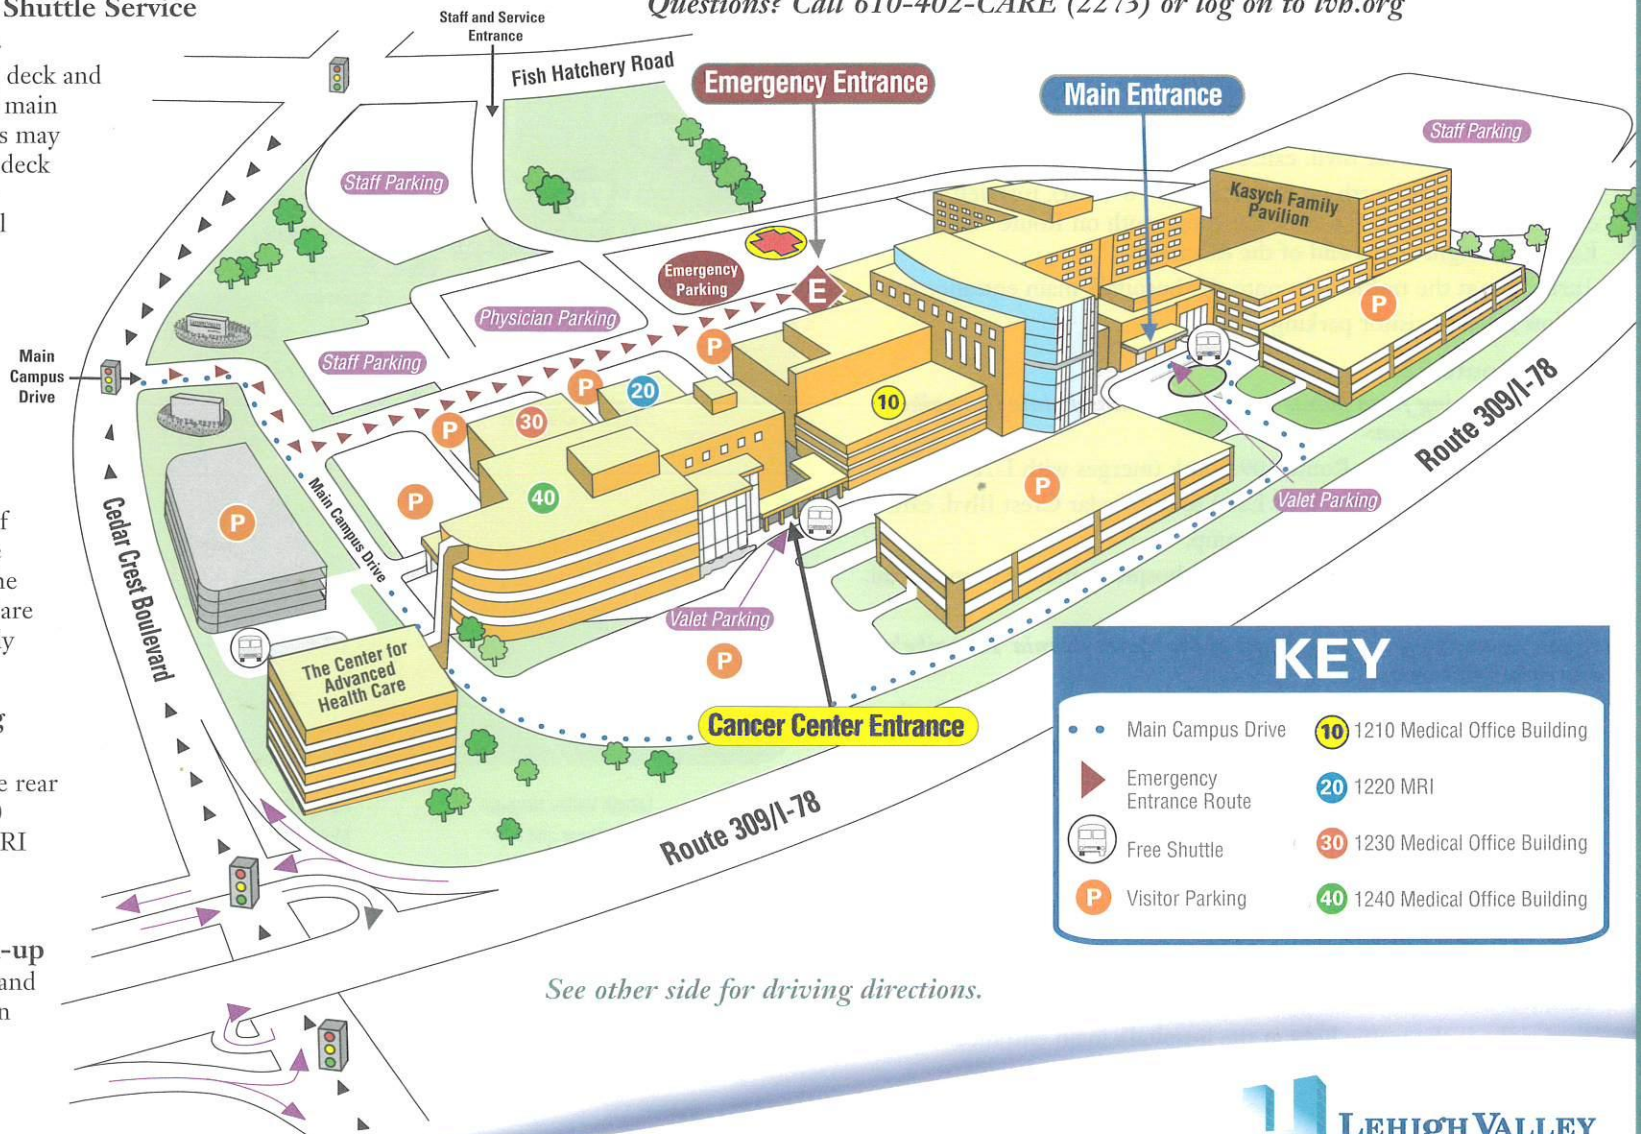 Shuttle Service
deck and
main
s may
deck
l
f
e
ne
are
ly
g
e rear
)
RI
-up
and
n
Questions? Call 610-402-CARE (2273) or log on to lvh.org
Staff and Service
Entrance
Fish Hatchery Road
Emergency Entrance
Main Entrance
Staff Parking
Staff Parking
Kasych Family
Pavilion
Emergency
Parking
E
P
Physician Parking
P
Staff Parking
Main
Campus
Drive
P
20
10
P
30
P
P
40
P
P
Valet Parking
Route 309/I-78
Main Campus Drive
Cedar Crest Boulevard
Valet Parking
P
The Center for
Advanced
Health Care
Cancer Center Entrance
Route 309/I-78
KEY
Main Campus Drive
Emergency
Entrance Route
Free Shuttle
P Visitor Parking
10 1210 Medical Office Building
20 1220 MRI
30 1230 Medical Office Building
40 1240 Medical Office Building
See other side for driving directions.
LEHIGH VALLEY